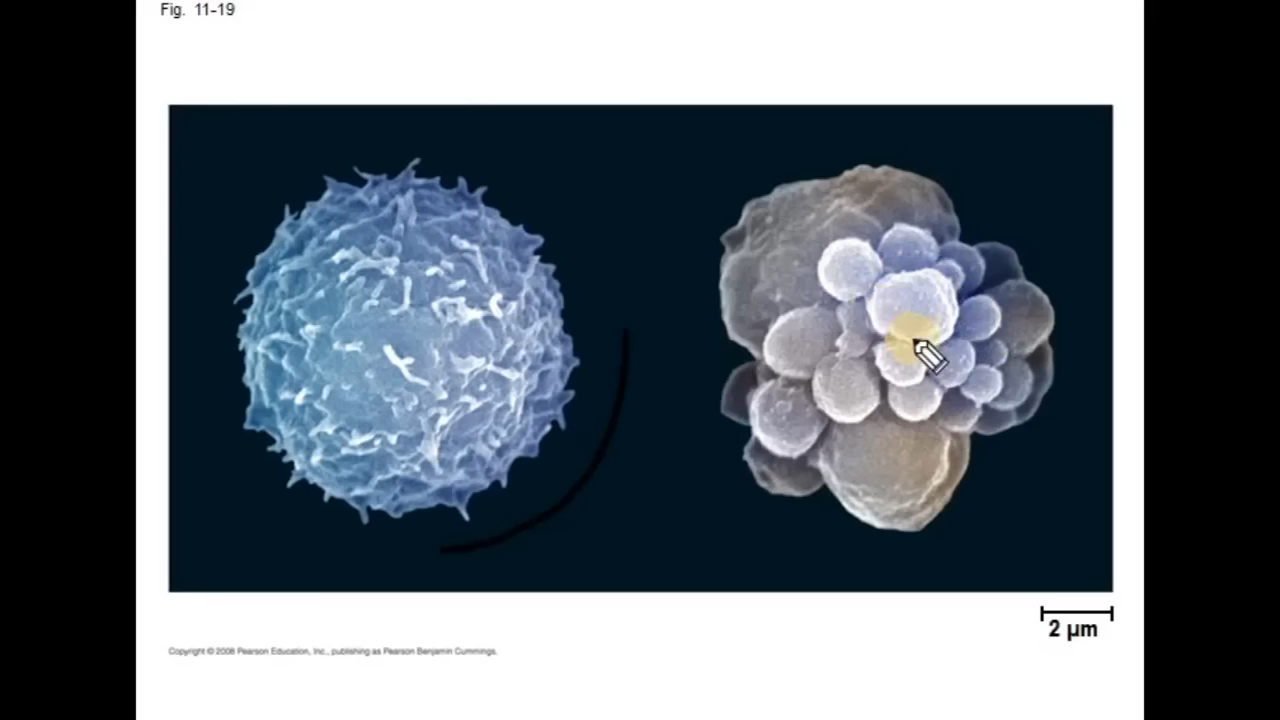 Fig. 11-19
2 µm
Copyright © 2008 Pearson Education, Inc., publishing as Pearson Benjamin Cummings.